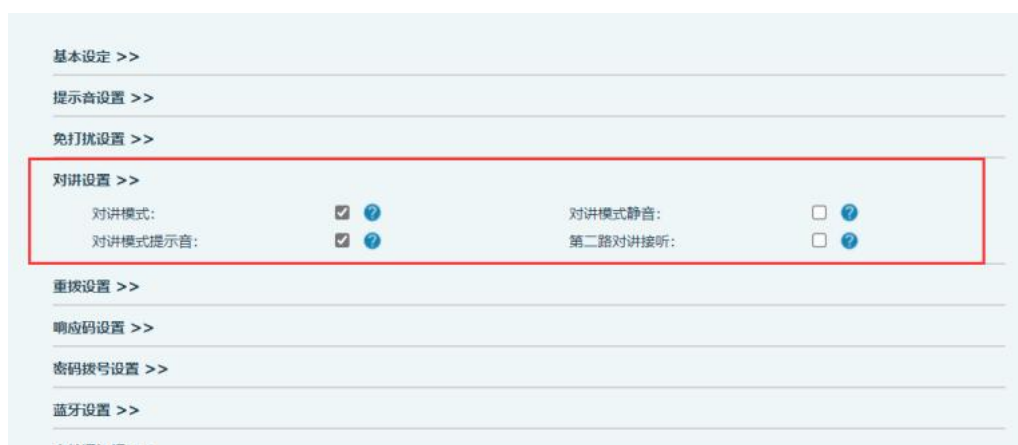 基本设定 >>
提示音设置 >>
免打扰设置 >>
对讲设置 >>
对讲模式: 对讲模式静音:
对讲模式提示音: 第二路对讲接听:
重拨设置 >>
响应码设置 >>
密码拨号设置 >>
蓝牙设置 >>